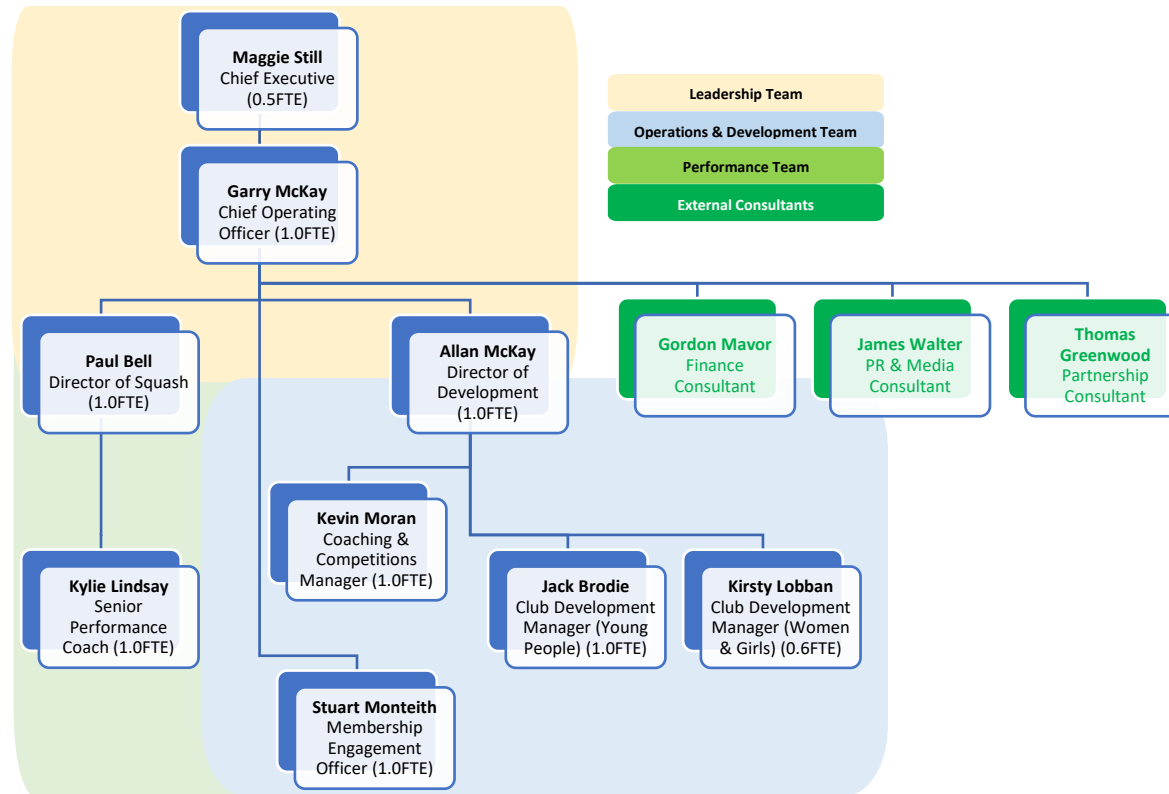 Maggie Still
Chief Executive
(0.5FTE)
Leadership Team
Operations & Development Team
Performance Team
External Consultants
Garry McKay
Chief Operating
Officer (1.0FTE)
Paul Bell
Director of Squash
(1.0FTE)
Allan McKay
Director of
Development
(1.0FTE)
Gordon Mavor
Finance
Consultant
James Walter
PR & Media
Consultant
Thomas
Greenwood
Partnership
Consultant
Kevin Moran
Coaching &
Competitions
Manager (1.0FTE)
Kylie Lindsay
Senior
Performance
Coach (1.0FTE)
Jack Brodie
Club Development
Manager (Young
People) (1.0FTE)
Kirsty Lobban
Club Development
Manager (Women
& Girls) (0.6FTE)
Stuart Monteith
Membership
Engagement
Officer (1.0FTE)